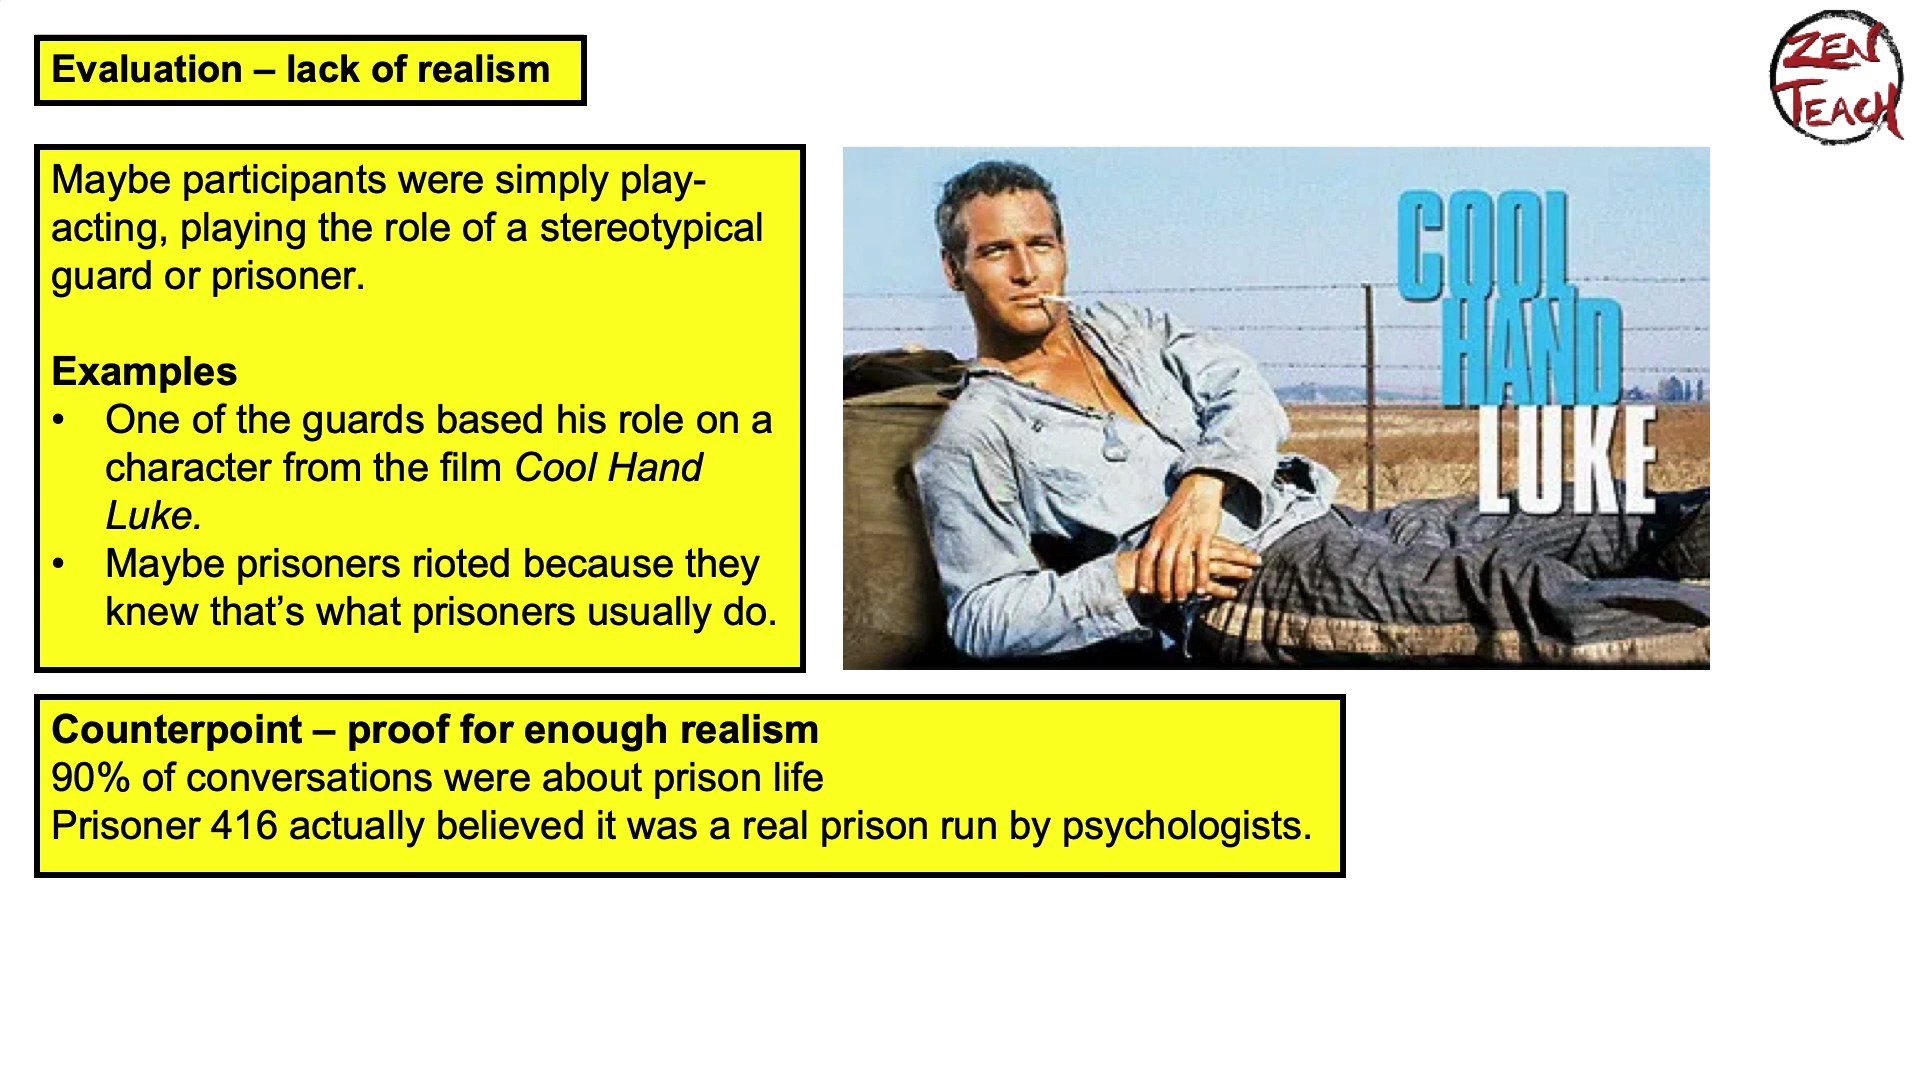 Evaluation – lack of realism
ZEN
TEACH
Maybe participants were simply play-
acting, playing the role of a stereotypical
guard or prisoner.
Examples
• One of the guards based his role on a
character from the film Cool Hand
Luke.
• Maybe prisoners rioted because they
knew that’s what prisoners usually do.
COOL
HAND
LUKE
Counterpoint – proof for enough realism
90% of conversations were about prison life
Prisoner 416 actually believed it was a real prison run by psychologists.